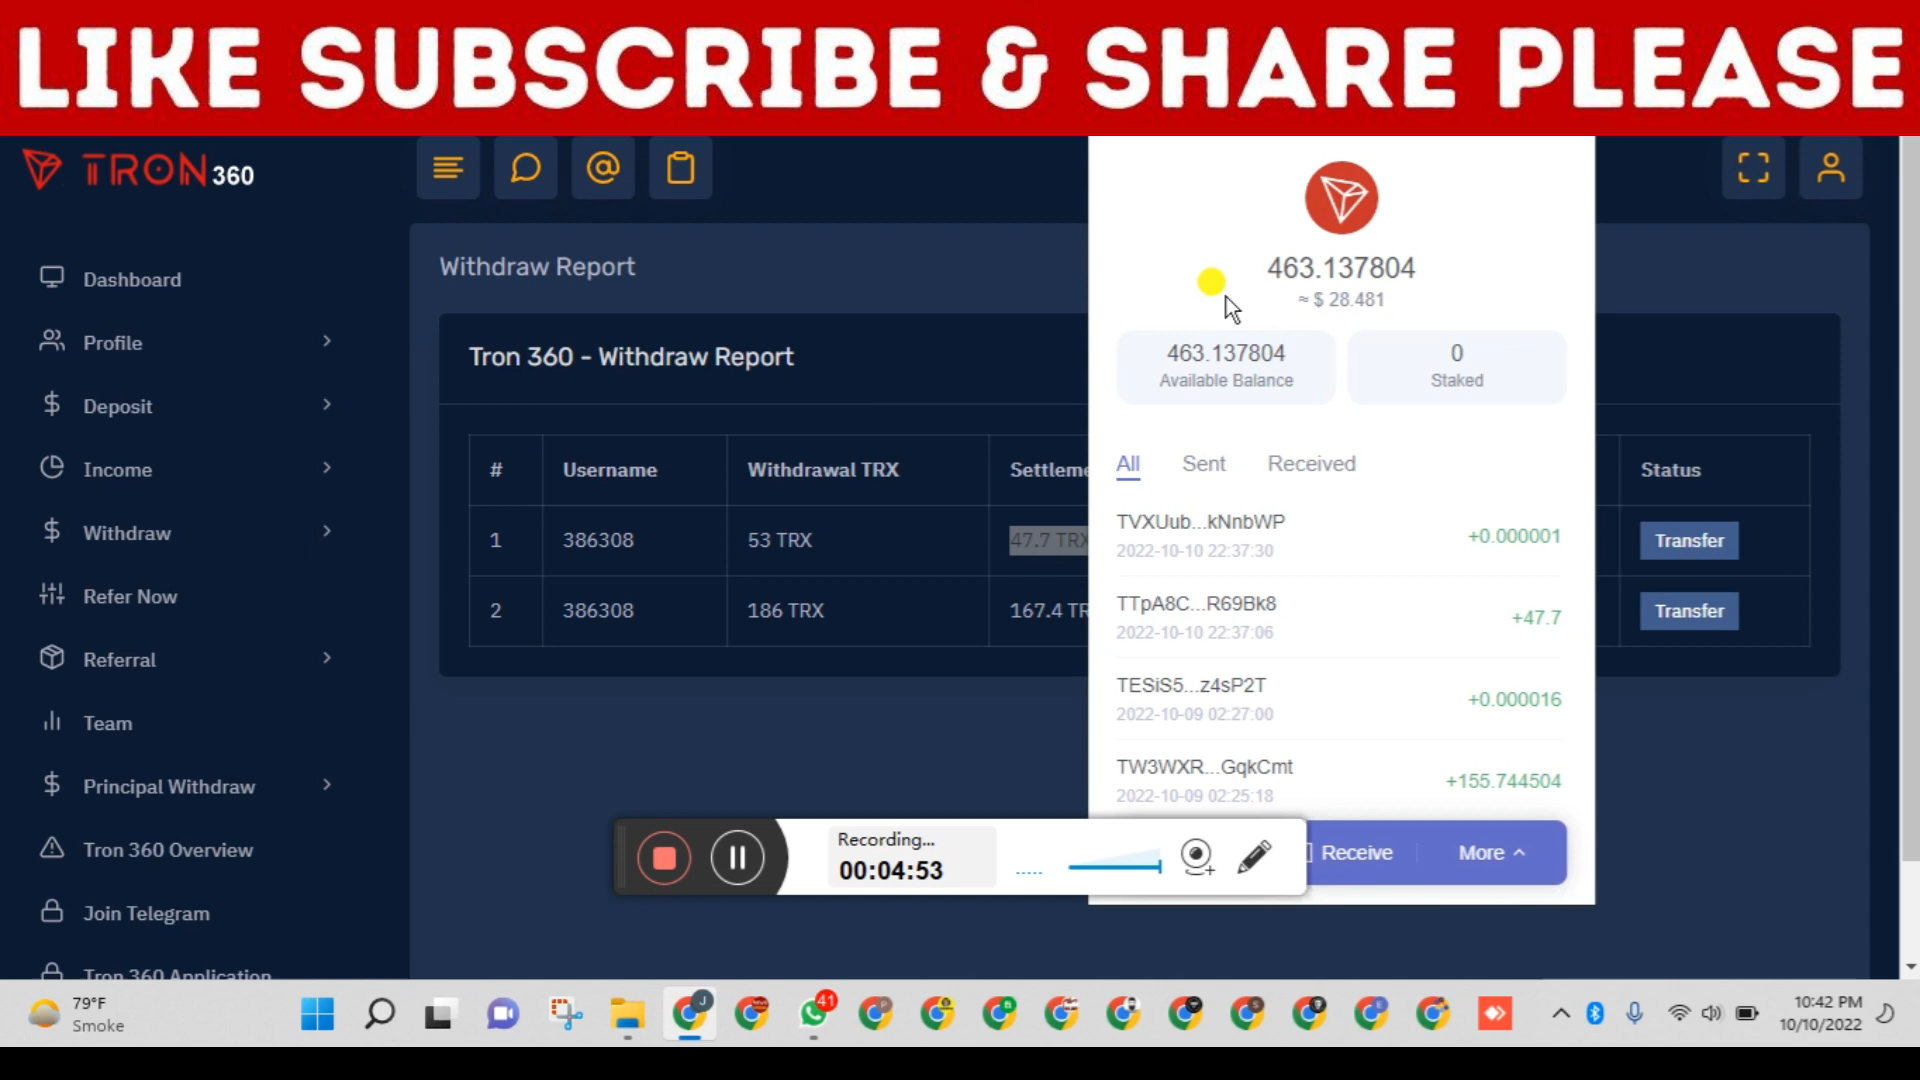 LIKE SUBSCRIBE & SHARE PLEASE
TRON 360
Dashboard
Profile
Deposit
Income
Withdraw
Refer Now
Referral
Team
Principal Withdraw
Tron 360 Overview
Join Telegram
Tron 360 Application
Withdraw Report
Tron 360 - Withdraw Report
# Username Withdrawal TRX Settleme Status
1 386308 53 TRX 47.7 TRX Transfer
2 386308 186 TRX 167.4 TR Transfer
463.137804
≈ $ 28.481
463.137804 0
Available Balance Staked
All Sent Received
TVXUub...kNnbWP +0.000001
2022-10-10 22:37:30
TTpA8C...R69Bk8 +47.7
2022-10-10 22:37:06
TESiS5...z4sP2T +0.000016
2022-10-09 02:27:00
TW3WXR...GqkCmt +155.744504
2022-10-09 02:25:18
Receive More
Recording...
00:04:53
79°F
Smoke
41
10:42 PM
10/10/2022